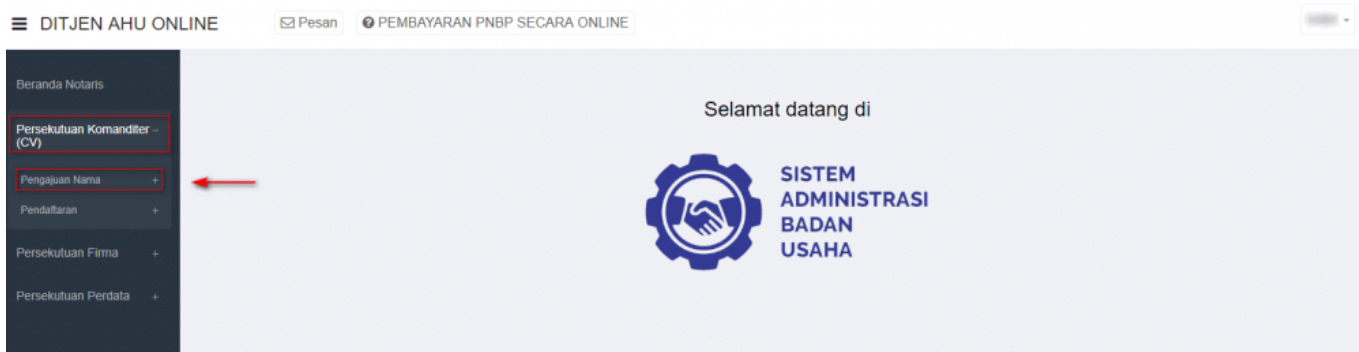 DITJEN AHU ONLINE
Pesan
PEMBAYARAN PNBP SECARA ONLINE
Beranda Notaris
Persekutuan Komanditer –
(CV)
Pengajuan Nama +
Pendaftaran +
Persekutuan Firma +
Persekutuan Perdata +
Selamat datang di
SISTEM
ADMINISTRASI
BADAN
USAHA